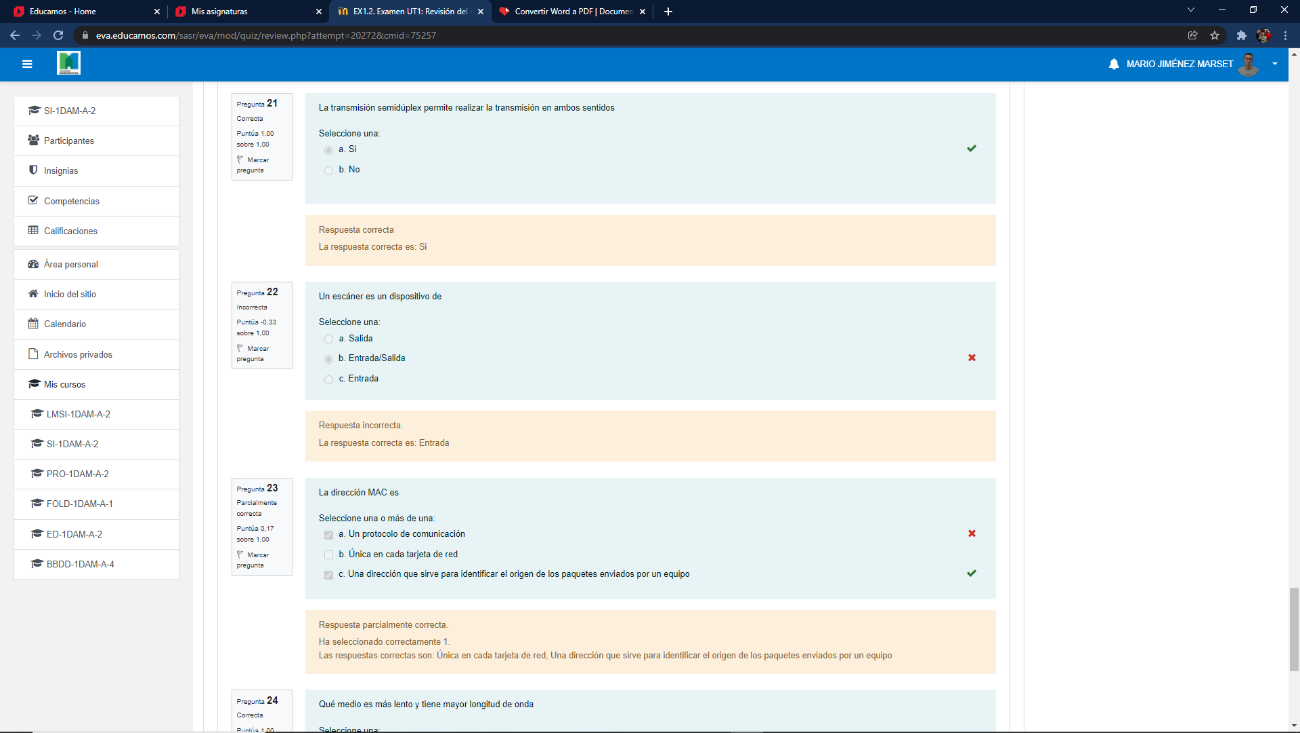 Educamos - Home
Mis asignaturas
EX1.2. Examen UT1: Revisión del
Convertir Word a PDF | Documen
eva.educamos.com/sasr/eva/mod/quiz/review.php?attempt=20272&cmid=75257
MARIO JIMÉNEZ MARSET
SI-1DAM-A-2
Participantes
Insignias
Competencias
Calificaciones
Área personal
Inicio del sitio
Calendario
Archivos privados
Mis cursos
LMSI-1DAM-A-2
SI-1DAM-A-2
PRO-1DAM-A-2
FOLD-1DAM-A-1
ED-1DAM-A-2
BBDD-1DAM-A-4
Pregunta 21
Correcta
Puntúa 1,00
sobre 1,00
Marcar
pregunta
La transmisión semidúplex permite realizar la transmisión en ambos sentidos
Seleccione una:
a. Si
b. No
Respuesta correcta
La respuesta correcta es: Si
Pregunta 22
Incorrecta
Puntúa -0,33
sobre 1,00
Marcar
pregunta
Un escáner es un dispositivo de
Seleccione una:
a. Salida
b. Entrada/Salida
c. Entrada
Respuesta incorrecta.
La respuesta correcta es: Entrada
Pregunta 23
Parcialmente
correcta
Puntúa 0,17
sobre 1,00
Marcar
pregunta
La dirección MAC es
Seleccione una o más de una:
a. Un protocolo de comunicación
b. Única en cada tarjeta de red
c. Una dirección que sirve para identificar el origen de los paquetes enviados por un equipo
Respuesta parcialmente correcta.
Ha seleccionado correctamente 1.
Las respuestas correctas son: Única en cada tarjeta de red, Una dirección que sirve para identificar el origen de los paquetes enviados por un equipo
Pregunta 24
Correcta
Puntúa 1,00
Qué medio es más lento y tiene mayor longitud de onda
Seleccione una: